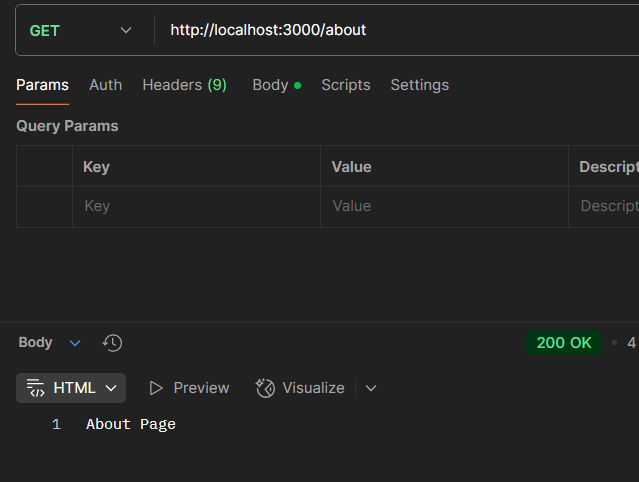 GET http://localhost:3000/about
Params Auth Headers (9) Body Scripts Settings
Query Params
Key Value Descript
Key Value Descript
Body 200 OK 4
HTML Preview Visualize
1 About Page